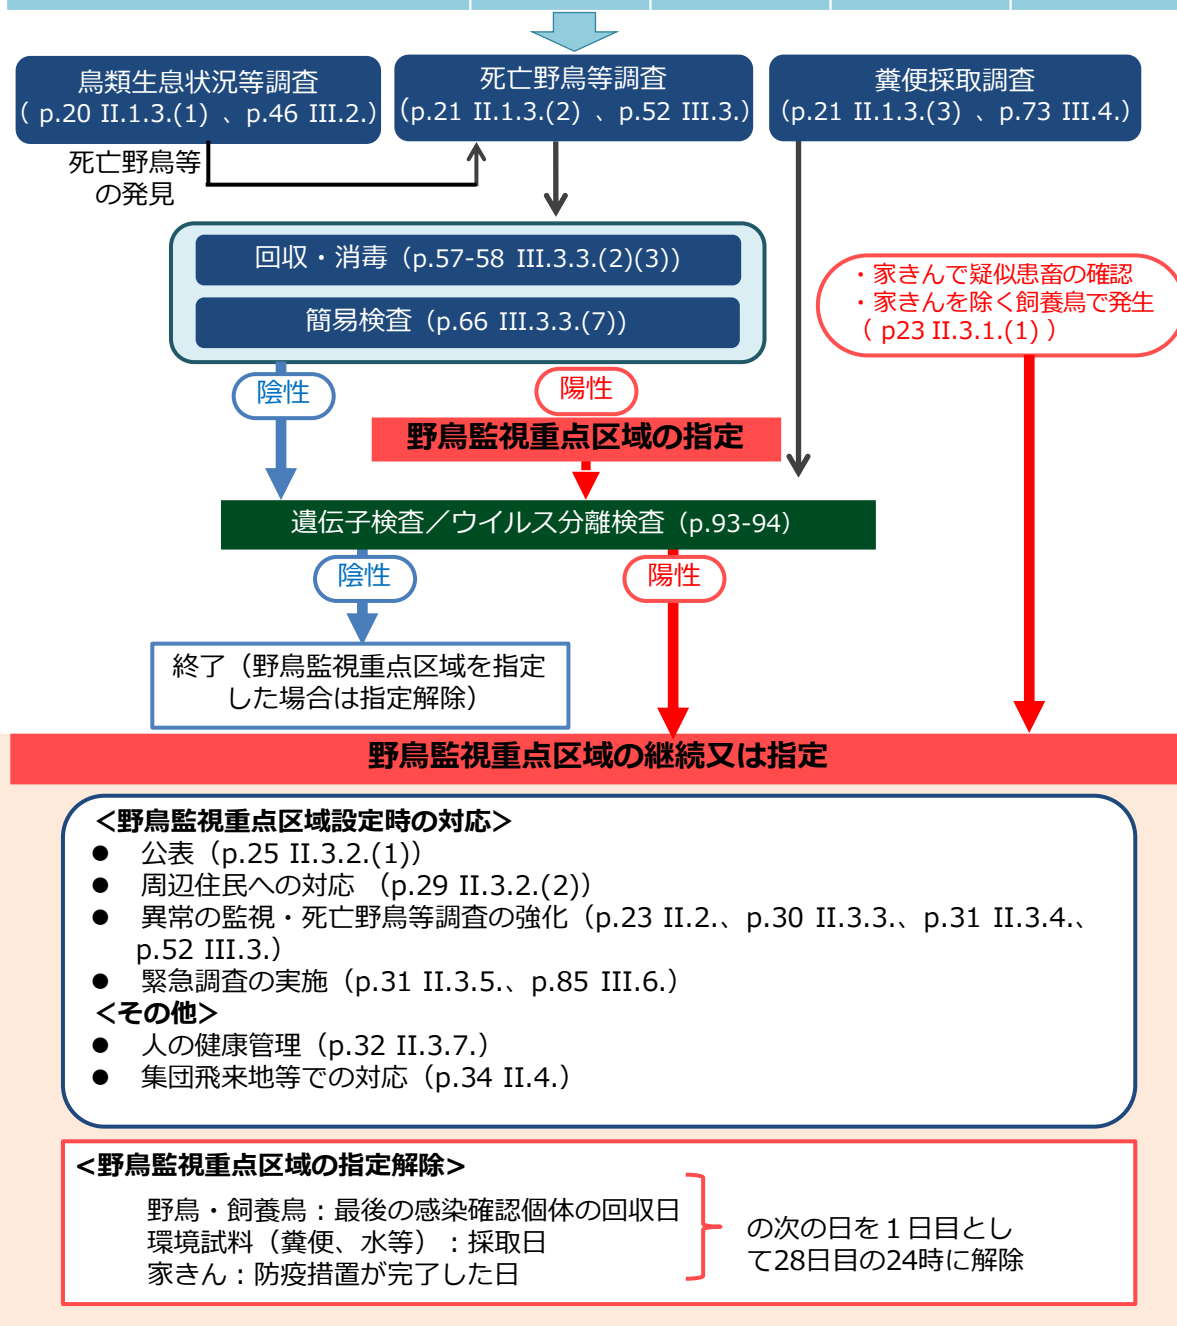 鳥類生息状況等調査
（ p.20 II.1.3.(1) 、p.46 III.2.）
死亡野鳥等調査
（p.21 II.1.3.(2) 、p.52 III.3.）
糞便採取調査
（p.21 II.1.3.(3) 、p.73 III.4.）
死亡野鳥等
の発見
回収・消毒（p.57-58 III.3.3.(2)(3)）
簡易検査（p.66 III.3.3.(7)）
・家きんで疑似患畜の確認
・家きんを除く飼養鳥で発生
（ p23 II.3.1.(1) ）
陰性
陽性
野鳥監視重点区域の指定
遺伝子検査／ウイルス分離検査（p.93-94）
陰性
陽性
終了（野鳥監視重点区域を指定
した場合は指定解除）
野鳥監視重点区域の継続又は指定
<野鳥監視重点区域設定時の対応>
● 公表（p.25 II.3.2.(1)）
● 周辺住民への対応 （p.29 II.3.2.(2)）
● 異常の監視・死亡野鳥等調査の強化（p.23 II.2.、p.30 II.3.3.、p.31 II.3.4.、
p.52 III.3.）
● 緊急調査の実施（p.31 II.3.5.、p.85 III.6.）
<その他>
● 人の健康管理（p.32 II.3.7.）
● 集団飛来地等での対応（p.34 II.4.）
<野鳥監視重点区域の指定解除>
野鳥・飼養鳥：最後の感染確認個体の回収日
環境試料（糞便、水等）：採取日
家きん：防疫措置が完了した日
の次の日を１日目とし
て28日目の24時に解除